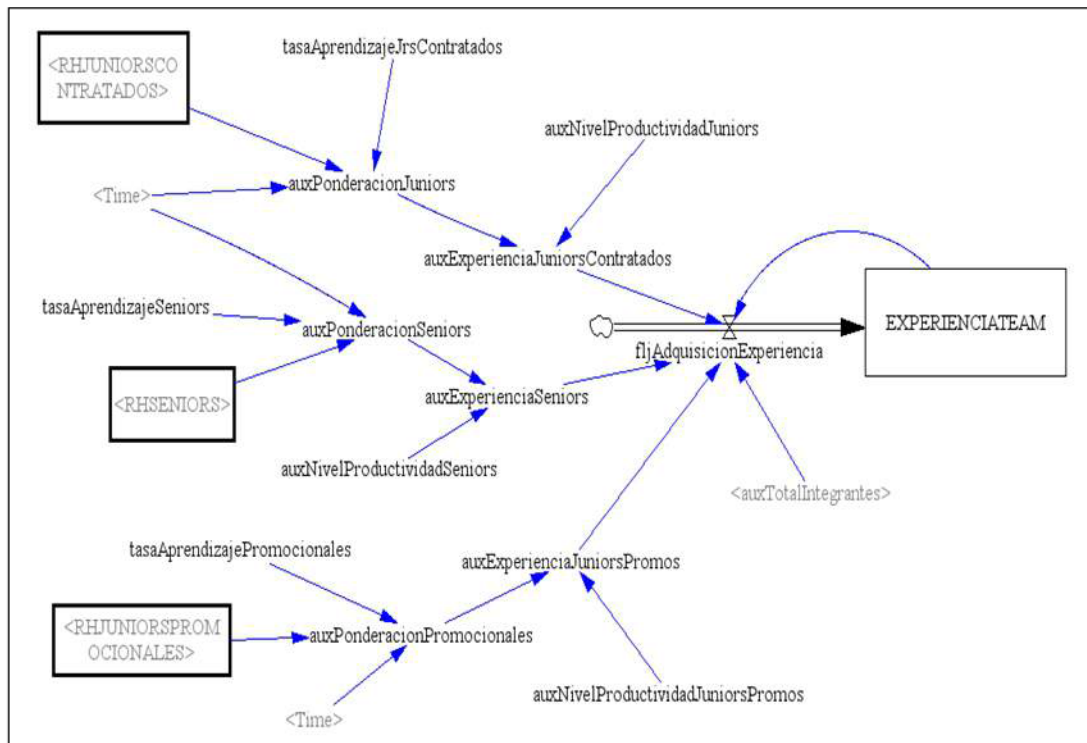 tasaAprendizajeJrsContratados
<RHJUNIORSCO
NTRATADOS>
auxNivelProductividadJuniors
<Time>
auxPonderacionJuniors
auxExperienciaJuniorsContratados
tasaAprendizajeSeniors
auxPonderacionSeniors
EXPERIENCIATEAM
fljAdquisicionExperiencia
<RHSENIORS>
auxExperienciaSeniors
auxNivelProductividadSeniors
<auxTotalIntegrantes>
tasaAprendizajePromocionales
auxExperienciaJuniorsPromos
<RHJUNIORSPROM
OCIONALES>
auxPonderacionPromocionales
auxNivelProductividadJuniorsPromos
<Time>